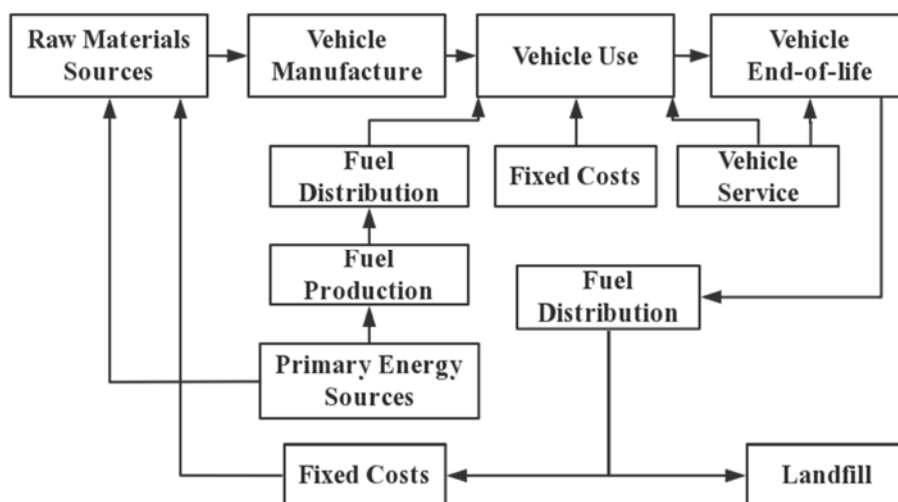 Raw Materials
Sources
Vehicle
Manufacture
Vehicle Use
Vehicle
End-of-life
Fuel
Distribution
Fixed Costs
Vehicle
Service
Fuel
Production
Fuel
Distribution
Primary Energy
Sources
Fixed Costs
Landfill